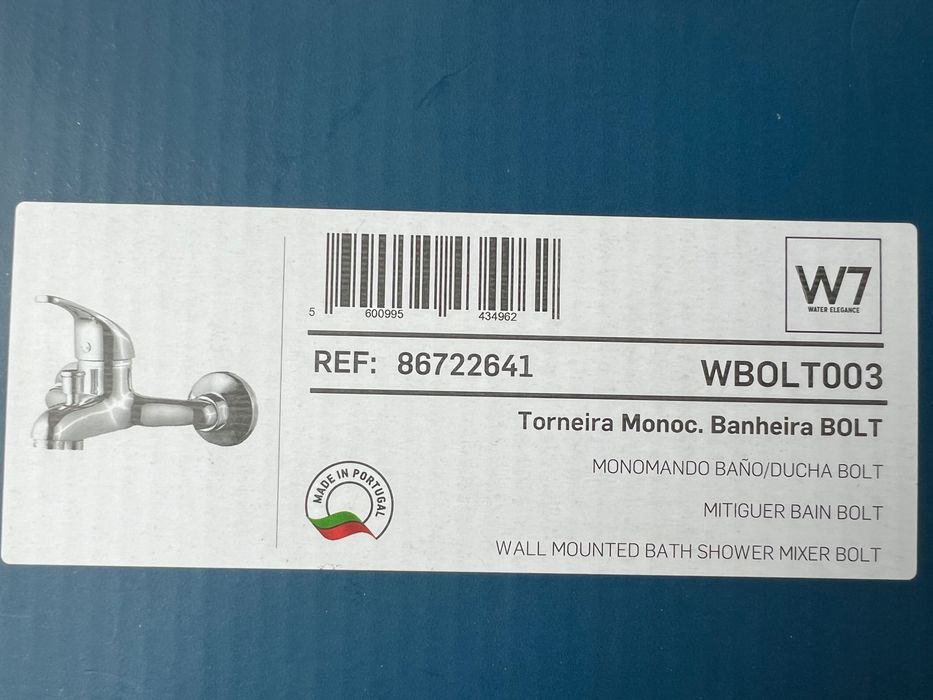 5 600995 434962
W7
WATER ELEGANCE
REF: 86722641
WBOLT003
Torneira Monoc. Banheira BOLT
MONOMANDO BAÑO/DUCHA BOLT
MITIGUER BAIN BOLT
WALL MOUNTED BATH SHOWER MIXER BOLT
MADE IN PORTUGAL